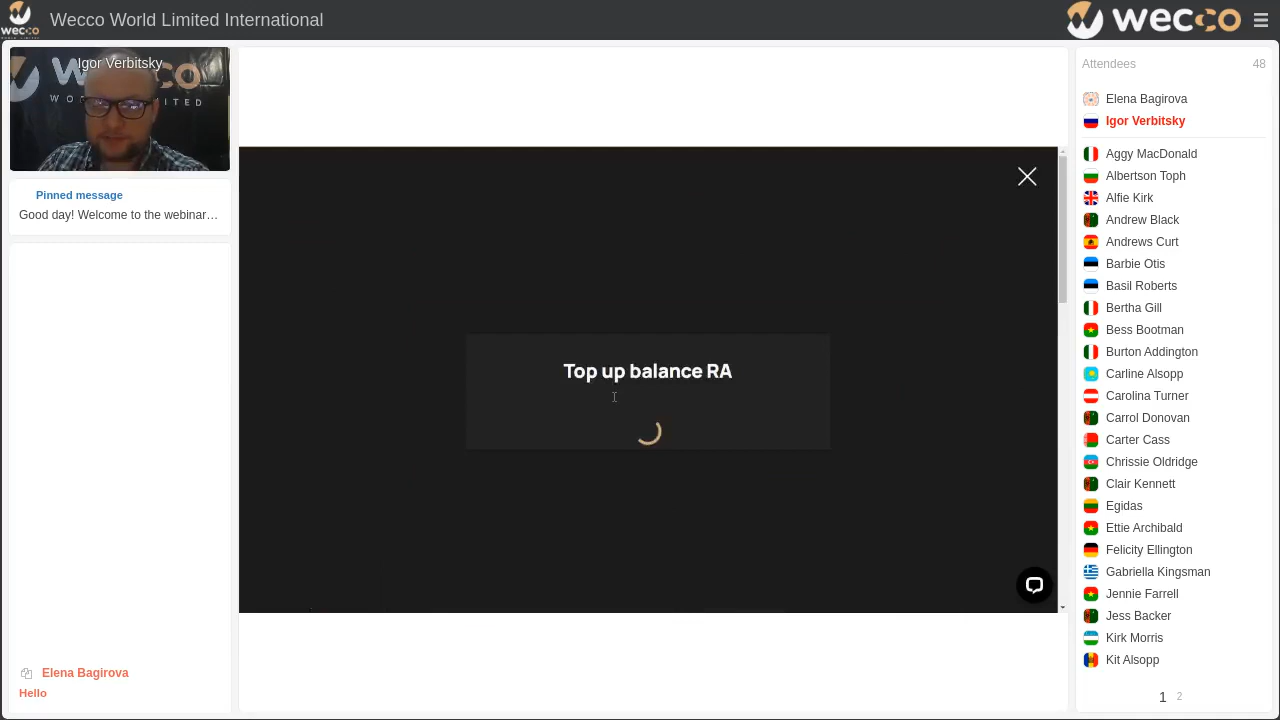 wecco
Wecco World Limited International
wecco
Igor Verbitsky
Pinned message
Good day! Welcome to the webinar…
Elena Bagirova
Hello
Top up balance RA
Attendees 48
Elena Bagirova
Igor Verbitsky
Aggy MacDonald
Albertson Toph
Alfie Kirk
Andrew Black
Andrews Curt
Barbie Otis
Basil Roberts
Bertha Gill
Bess Bootman
Burton Addington
Carline Alsopp
Carolina Turner
Carrol Donovan
Carter Cass
Chrissie Oldridge
Clair Kennett
Egidas
Ettie Archibald
Felicity Ellington
Gabriella Kingsman
Jennie Farrell
Jess Backer
Kirk Morris
Kit Alsopp
1 2